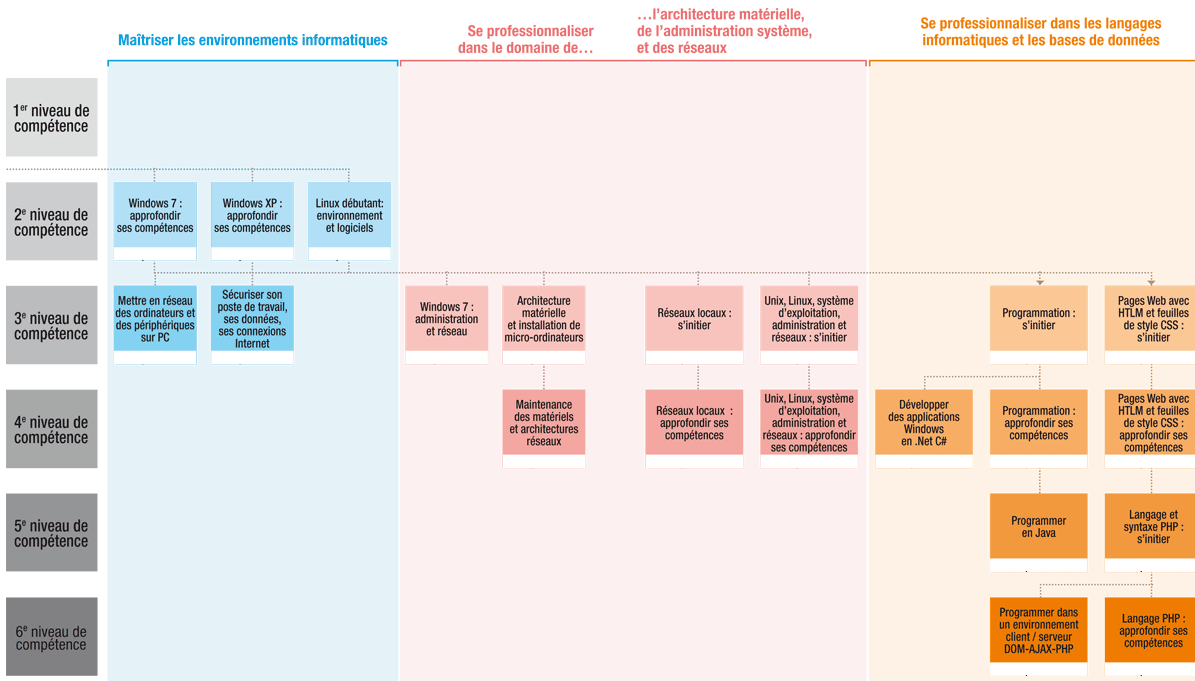 Maîtriser les environnements informatiques
Se professionaliser
dans le domaine de…
…l’architecture matérielle,
de l’administration système,
et des réseaux
Se professionnaliser dans les langages
informatiques et les bases de données
1er niveau de
compétence
2e niveau de
compétence
Windows 7 :
approfondir
ses compétences
Windows XP :
approfondir
ses compétences
Linux débutant:
environnement
et logiciels
3e niveau de
compétence
Mettre en réseau
des ordinateurs et
des périphériques
sur PC
Sécuriser son
poste de travail,
ses données,
ses connexions
Internet
Windows 7 :
administration
et réseau
Architecture
matérielle
et installation de
micro-ordinateurs
Réseaux locaux :
s’initier
Unix, Linux, système
d’exploitation,
administration et
réseaux : s’initier
Programmation :
s’initier
Pages Web avec
HTLM et feuilles
de style CSS :
s’initier
4e niveau de
compétence
Maintenance
des matériels
et architectures
réseaux
Réseaux locaux :
approfondir ses
compétences
Unix, Linux, système
d’exploitation,
administration et
réseaux : approfondir
ses compétences
Développer
des applications
Windows
en .Net C#
Programmation :
approfondir ses
compétences
Pages Web avec
HTLM et feuilles
de style CSS :
approfondir ses
compétences
5e niveau de
compétence
Programmer
en Java
Langage et
syntaxe PHP :
s’initier
6e niveau de
compétence
Programmer dans
un environnement
client / serveur
DOM-AJAX-PHP
Langage PHP :
approfondir ses
compétences